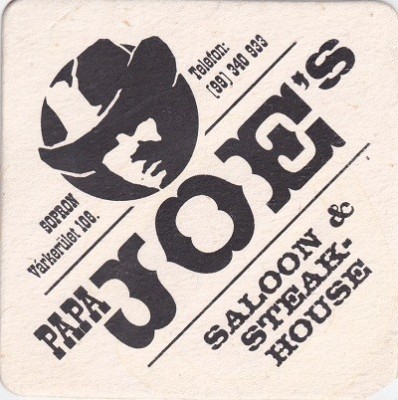 Telefon:
(99) 340 933
SOPRON
Várkerület 108.
PAPA JOE'S
SALOON &
STEAK-
HOUSE